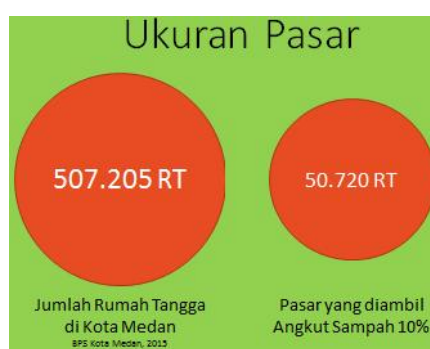 Ukuran Pasar
507.205 RT
50.720 RT
Jumlah Rumah Tangga
di Kota Medan
BPS Kota Medan, 2015
Pasar yang diambil
Angkut Sampah 10%